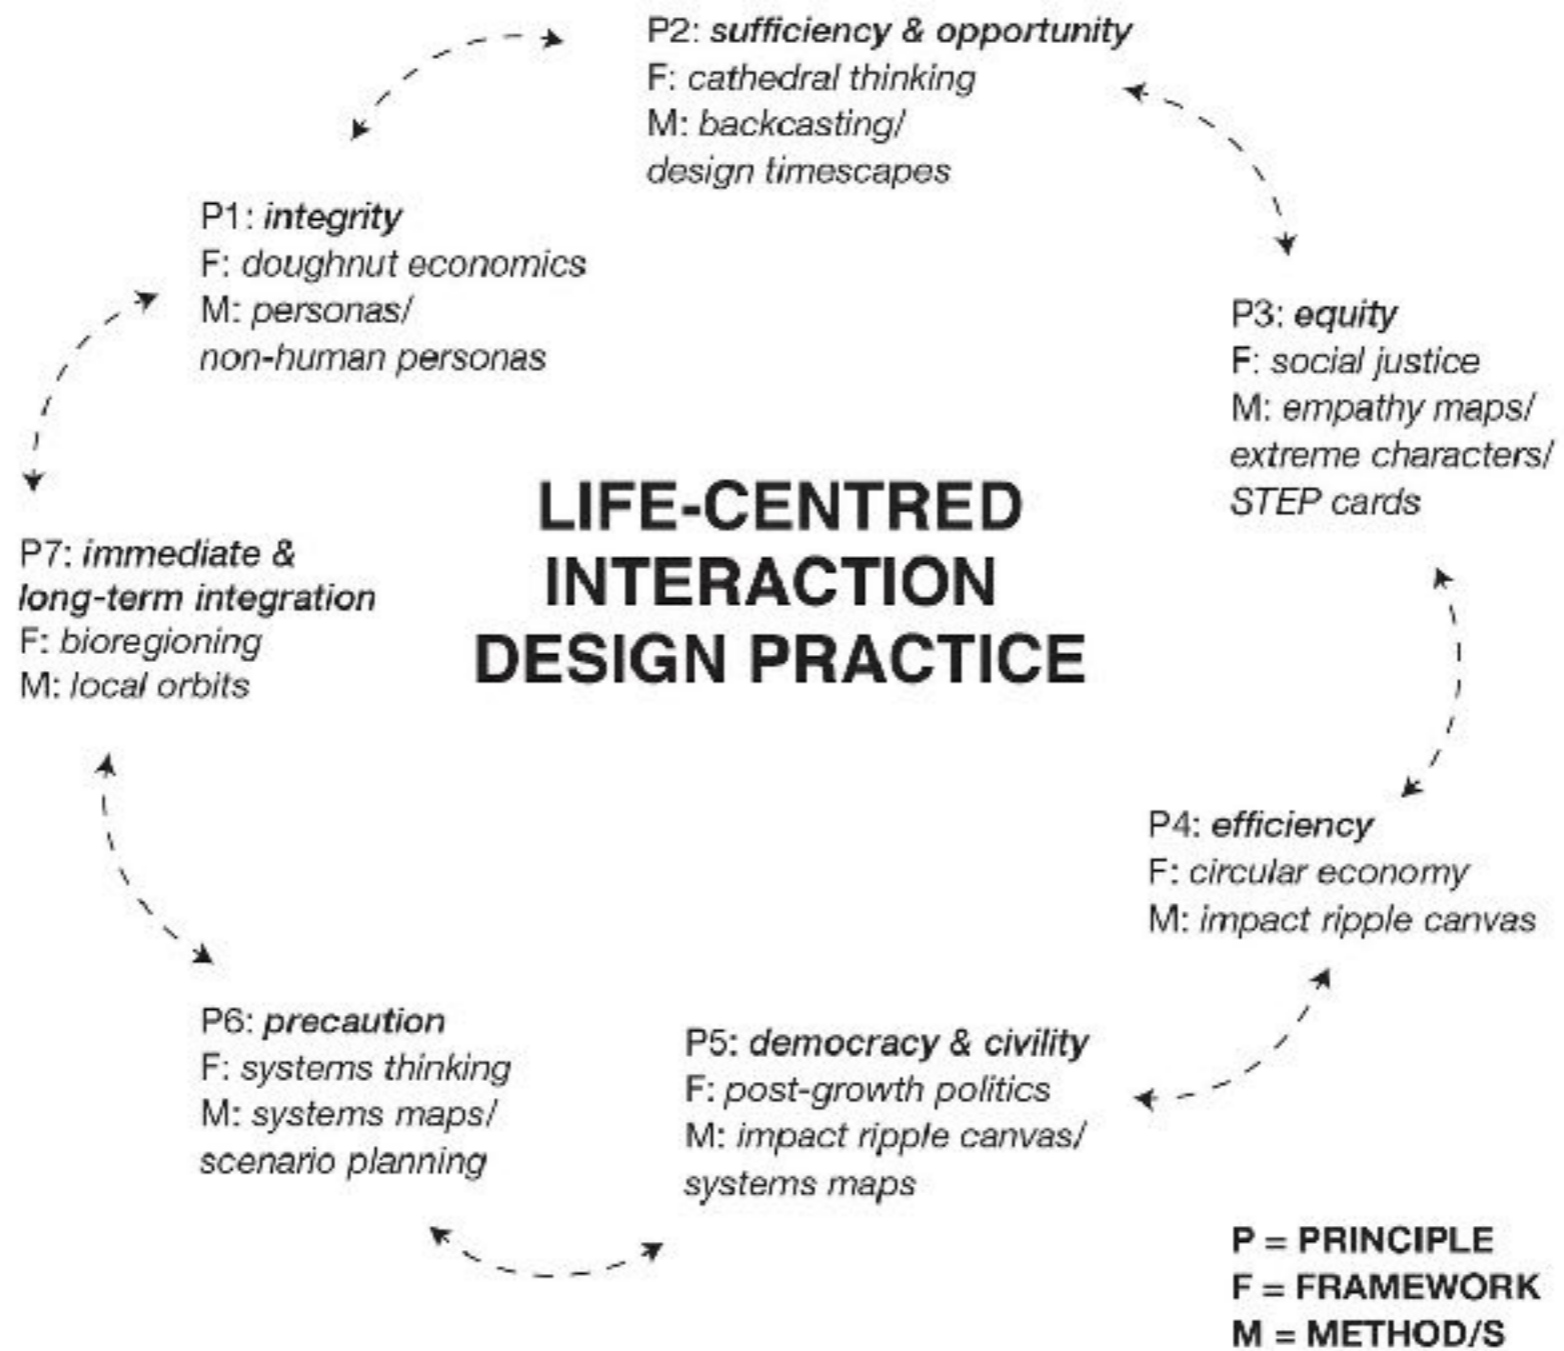 P2: sufficiency & opportunity
F: cathedral thinking
M: backcasting/
design timescapes
P1: integrity
F: doughnut economics
M: personas/
non-human personas
P3: equity
F: social justice
M: empathy maps/
extreme characters/
STEP cards
LIFE-CENTRED
INTERACTION
DESIGN PRACTICE
P7: immediate &
long-term integration
F: bioregioning
M: local orbits
P4: efficiency
F: circular economy
M: impact ripple canvas
P6: precaution
F: systems thinking
M: systems maps/
scenario planning
P5: democracy & civility
F: post-growth politics
M: impact ripple canvas/
systems maps
P = PRINCIPLE
F = FRAMEWORK
M = METHOD/S